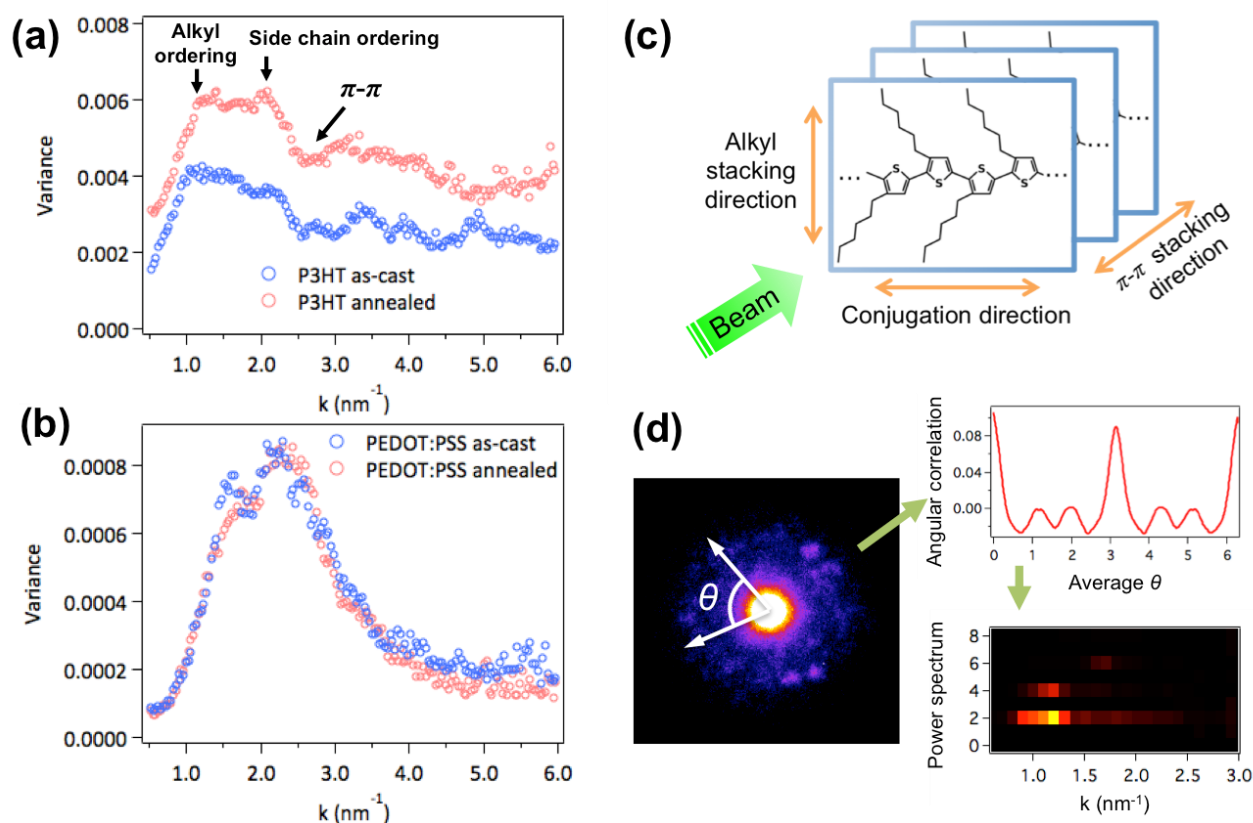 (a)
0.008
0.006
0.004
0.002
0.000
Variance
Alkyl
ordering
Side chain ordering
π-π
P3HT as-cast
P3HT annealed
1.0 2.0 3.0 4.0 5.0 6.0
k (nm⁻¹)
(b)
0.0008
0.0006
0.0004
0.0002
0.0000
Variance
PEDOT:PSS as-cast
PEDOT:PSS annealed
1.0 2.0 3.0 4.0 5.0 6.0
k (nm⁻¹)
(c)
Alkyl
stacking
direction
S S S S
Beam
Conjugation direction
π-π stacking
direction
(d)
θ
Angular correlation
0.08
0.04
0.00
0 1 2 3 4 5 6
Average θ
Power spectrum
8
6
4
2
0
1.0 1.5 2.0 2.5 3.0
k (nm⁻¹)